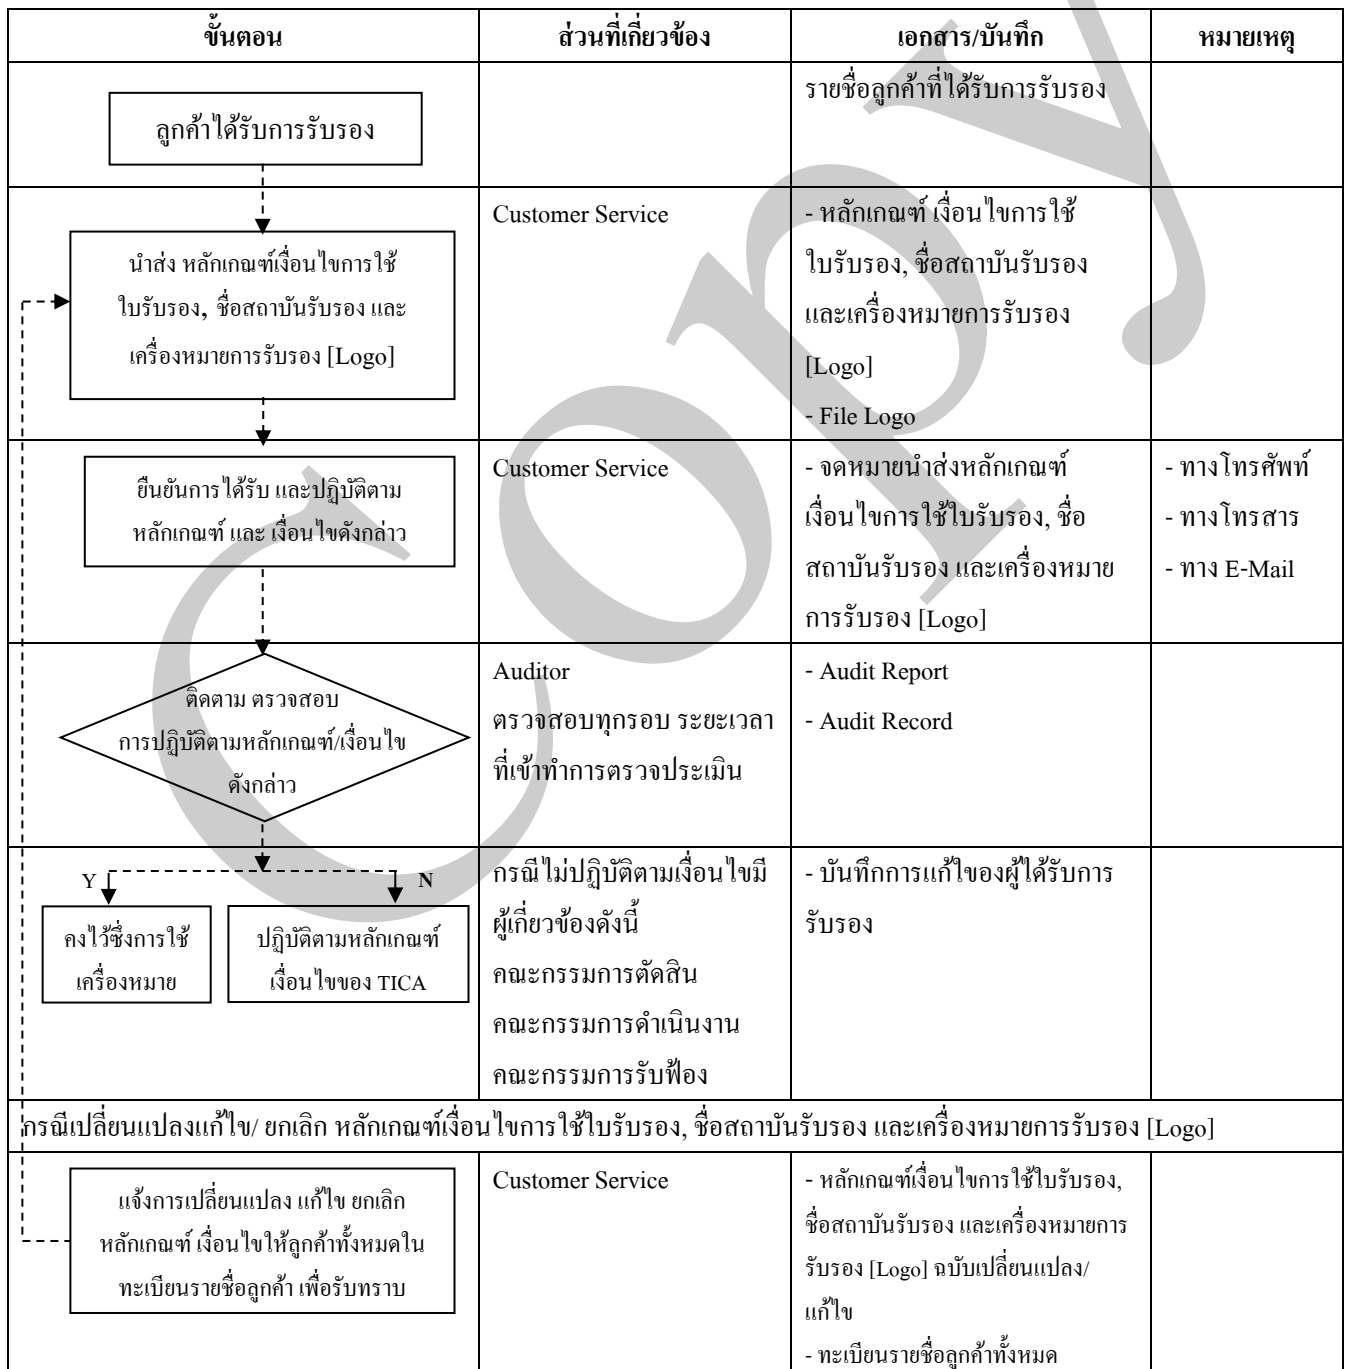 ขั้นตอน ส่วนที่เกี่ยวข้อง เอกสาร/บันทึก หมายเหตุ
ลูกค้าได้รับการรับรอง
รายชื่อลูกค้าที่ได้รับการรับรอง
นำส่ง หลักเกณฑ์เงื่อนไขการใช้
ใบรับรอง, ชื่อสถาบันรับรอง และ
เครื่องหมายการรับรอง [Logo]
Customer Service
- หลักเกณฑ์ เงื่อนไขการใช้
ใบรับรอง, ชื่อสถาบันรับรอง
และเครื่องหมายการรับรอง
[Logo]
- File Logo
ยืนยันการได้รับ และปฏิบัติตาม
หลักเกณฑ์ และ เงื่อนไขดังกล่าว
Customer Service
- จดหมายนำส่งหลักเกณฑ์
เงื่อนไขการใช้ใบรับรอง, ชื่อ
สถาบันรับรอง และเครื่องหมาย
การรับรอง [Logo]
- ทางโทรศัพท์
- ทางโทรสาร
- ทาง E-Mail
ติดตาม ตรวจสอบ
การปฏิบัติตามหลักเกณฑ์/เงื่อนไข
ดังกล่าว
Auditor
ตรวจสอบทุกรอบ ระยะเวลา
ที่เข้าทำการตรวจประเมิน
- Audit Report
- Audit Record
Y N
คงไว้ซึ่งการใช้
เครื่องหมาย
ปฏิบัติตามหลักเกณฑ์
เงื่อนไขของ TICA
กรณีไม่ปฏิบัติตามเงื่อนไขมี
ผู้เกี่ยวข้องดังนี้
คณะกรรมการตัดสิน
คณะกรรมการดำเนินงาน
คณะกรรมการรับฟ้อง
- บันทึกการแก้ไขของผู้ได้รับการ
รับรอง
กรณีเปลี่ยนแปลงแก้ไข/ ยกเลิก หลักเกณฑ์เงื่อนไขการใช้ใบรับรอง, ชื่อสถาบันรับรอง และเครื่องหมายการรับรอง [Logo]
แจ้งการเปลี่ยนแปลง แก้ไข ยกเลิก
หลักเกณฑ์ เงื่อนไขให้ลูกค้าทั้งหมดใน
ทะเบียนรายชื่อลูกค้า เพื่อรับทราบ
Customer Service
- หลักเกณฑ์เงื่อนไขการใช้ใบรับรอง,
ชื่อสถาบันรับรอง และเครื่องหมายการ
รับรอง [Logo] ฉบับเปลี่ยนแปลง/
แก้ไข
- ทะเบียนรายชื่อลูกค้าทั้งหมด
Copy